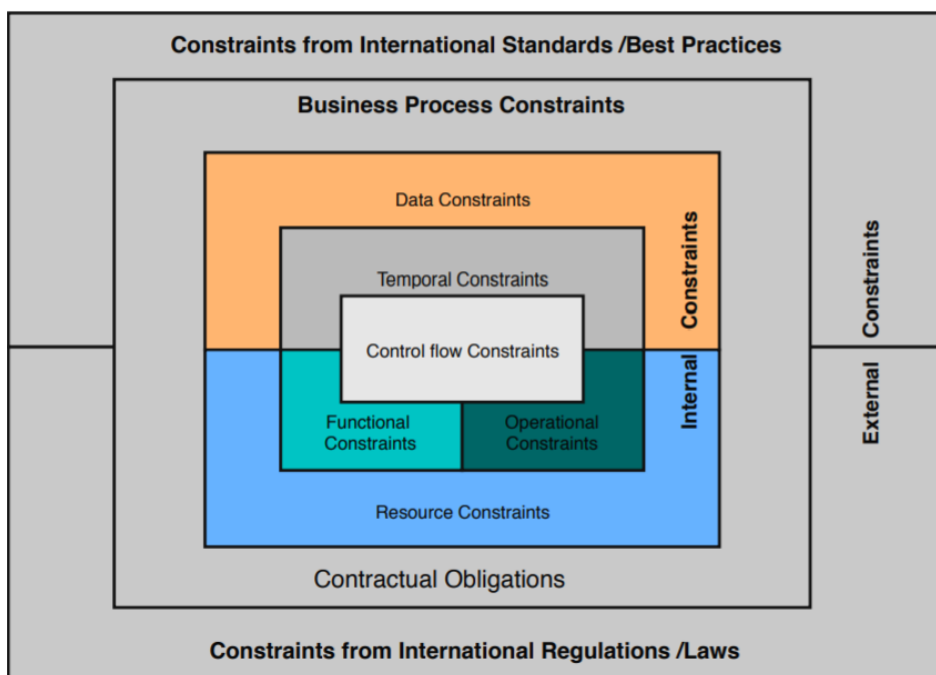 Constraints from International Standards /Best Practices
Business Process Constraints
Data Constraints
Temporal Constraints
Control flow Constraints
Functional
Constraints
Operational
Constraints
Resource Constraints
Internal Constraints
External Constraints
Contractual Obligations
Constraints from International Regulations /Laws